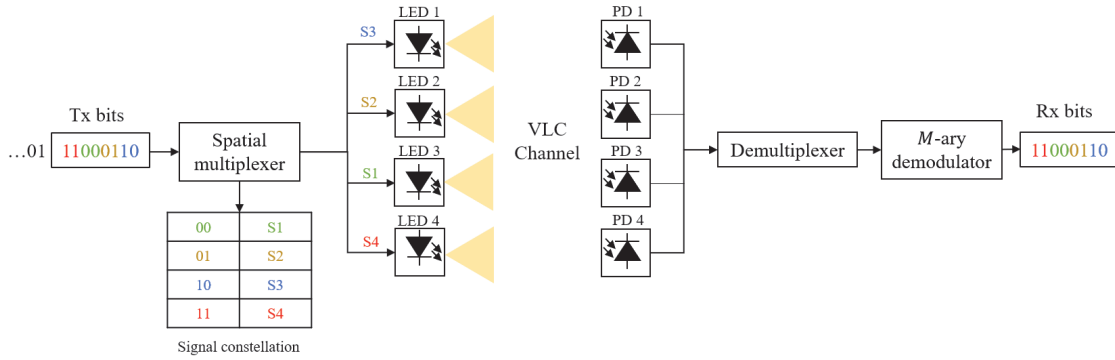 Tx bits
…01
11000110
Spatial
multiplexer
00 S1
01 S2
10 S3
11 S4
Signal constellation
S3
S2
S1
S4
LED 1
LED 2
LED 3
LED 4
VLC
Channel
PD 1
PD 2
PD 3
PD 4
Demultiplexer
M-ary
demodulator
Rx bits
11000110